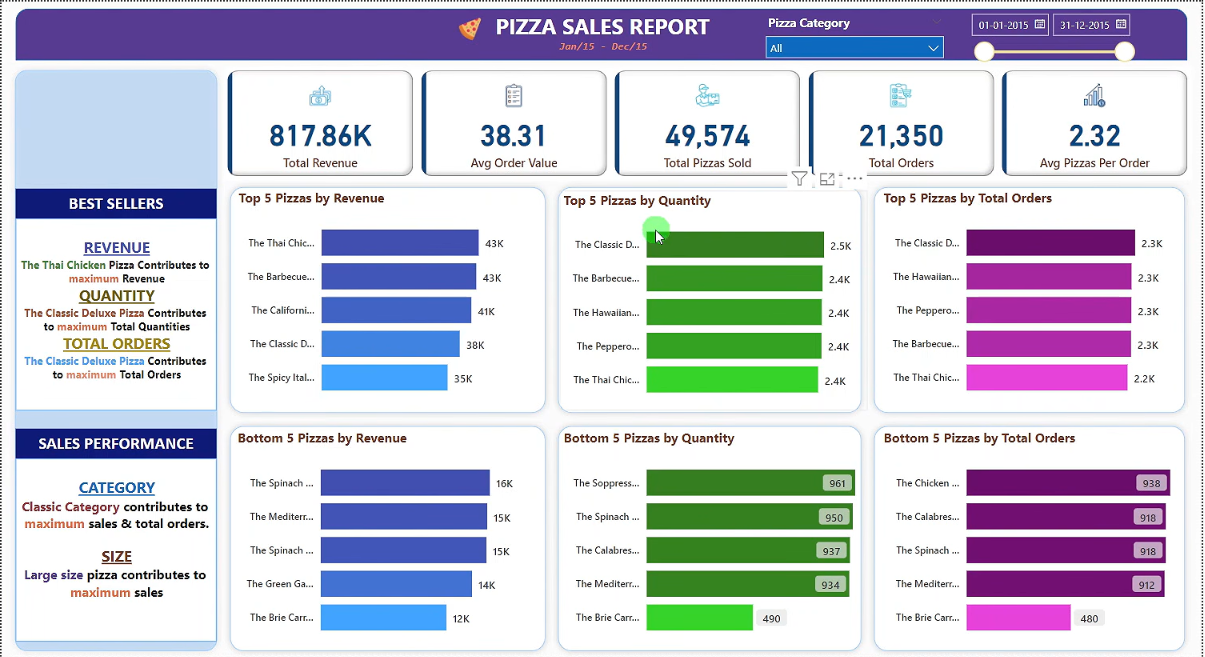 PIZZA SALES REPORT
Jan/15 - Dec/15
Pizza Category
All
01-01-2015
31-12-2015
817.86K
Total Revenue
38.31
Avg Order Value
49,574
Total Pizzas Sold
21,350
Total Orders
2.32
Avg Pizzas Per Order
BEST SELLERS
REVENUE
The Thai Chicken Pizza Contributes to
maximum Revenue
QUANTITY
The Classic Deluxe Pizza Contributes
to maximum Total Quantities
TOTAL ORDERS
The Classic Deluxe Pizza Contributes
to maximum Total Orders
SALES PERFORMANCE
CATEGORY
Classic Category contributes to
maximum sales & total orders.
SIZE
Large size pizza contributes to
maximum sales
Top 5 Pizzas by Revenue
The Thai Chic... 43K
The Barbecue... 43K
The Californi... 41K
The Classic D... 38K
The Spicy Ital... 35K
Top 5 Pizzas by Quantity
The Classic D... 2.5K
The Barbecue... 2.4K
The Hawaiian... 2.4K
The Peppero... 2.4K
The Thai Chic... 2.4K
Top 5 Pizzas by Total Orders
The Classic D... 2.3K
The Hawaiian... 2.3K
The Peppero... 2.3K
The Barbecue... 2.3K
The Thai Chic... 2.2K
Bottom 5 Pizzas by Revenue
The Spinach ... 16K
The Mediterr... 15K
The Spinach ... 15K
The Green Ga... 14K
The Brie Carr... 12K
Bottom 5 Pizzas by Quantity
The Soppress... 961
The Spinach ... 950
The Calabres... 937
The Mediterr... 934
The Brie Carr... 490
Bottom 5 Pizzas by Total Orders
The Chicken ... 938
The Calabres... 918
The Spinach ... 918
The Mediterr... 912
The Brie Carr... 480